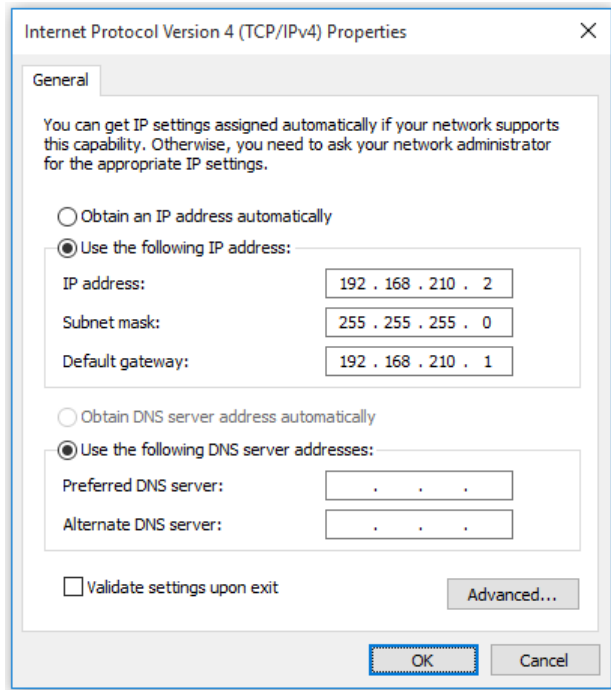 Internet Protocol Version 4 (TCP/IPv4) Properties
General
You can get IP settings assigned automatically if your network supports
this capability. Otherwise, you need to ask your network administrator
for the appropriate IP settings.
Obtain an IP address automatically
Use the following IP address:
IP address: 192 . 168 . 210 . 2
Subnet mask: 255 . 255 . 255 . 0
Default gateway: 192 . 168 . 210 . 1
Obtain DNS server address automatically
Use the following DNS server addresses:
Preferred DNS server: . . .
Alternate DNS server: . . .
Validate settings upon exit
Advanced...
OK Cancel